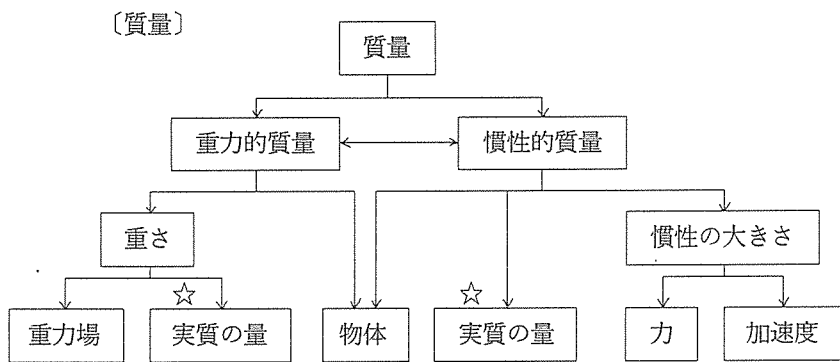 〔質量〕
質量
重力的質量
慣性的質量
重さ
慣性の大きさ
☆
☆
重力場
実質の量
物体
実質の量
力
加速度